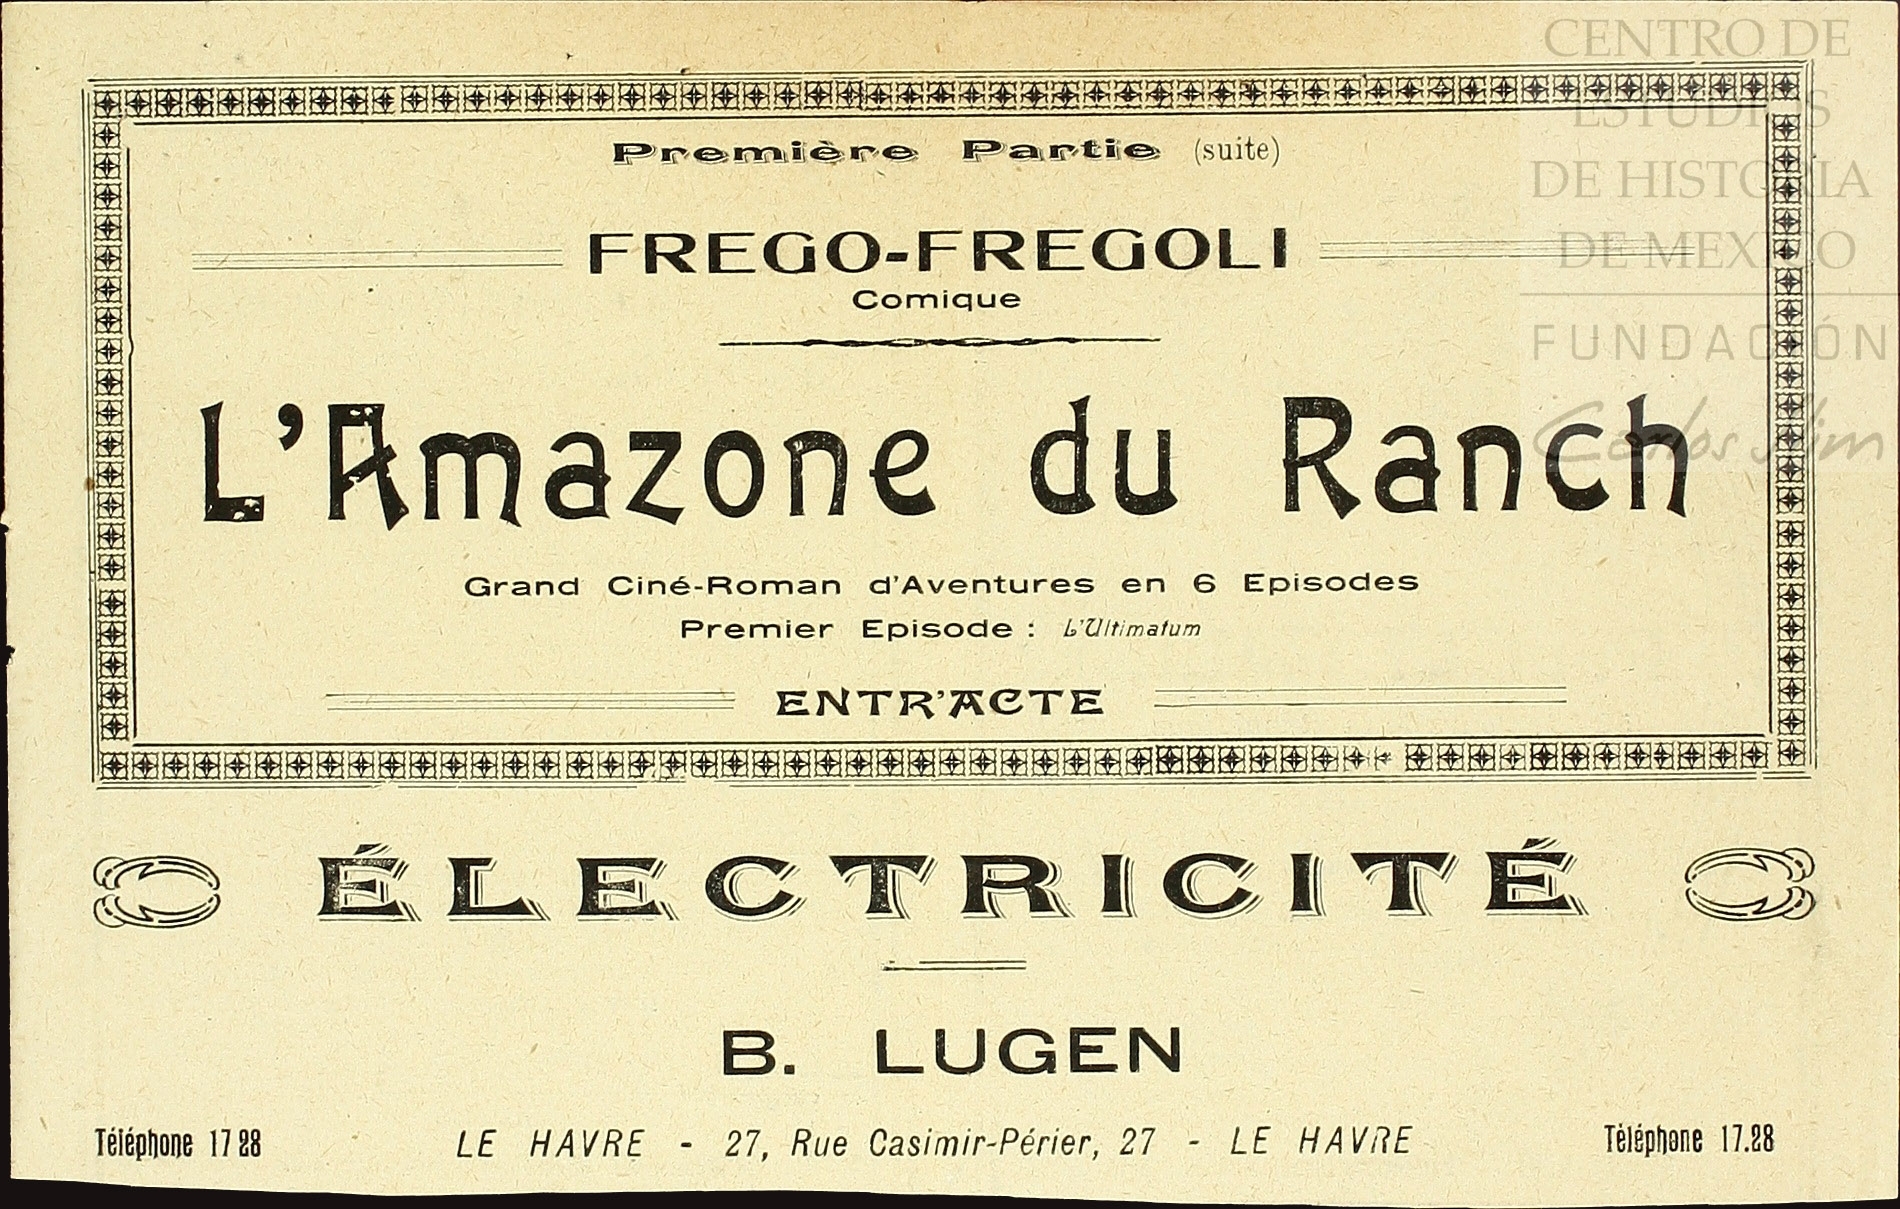 CENTRO DE
ESTUDIOS
DE HISTORIA
DE MEXICO
FUNDACIÓN
Carlos Slim
Première Partie (suite)
FREGO-FREGOLI
Comique
L'Amazone du Ranch
Grand Ciné-Roman d'Aventures en 6 Episodes
Premier Episode : L'Ultimatum
ENTR'ACTE
ÉLECTRICITÉ
B. LUGEN
Téléphone 17 28 LE HAVRE - 27, Rue Casimir-Périer, 27 - LE HAVRE Téléphone 17.28